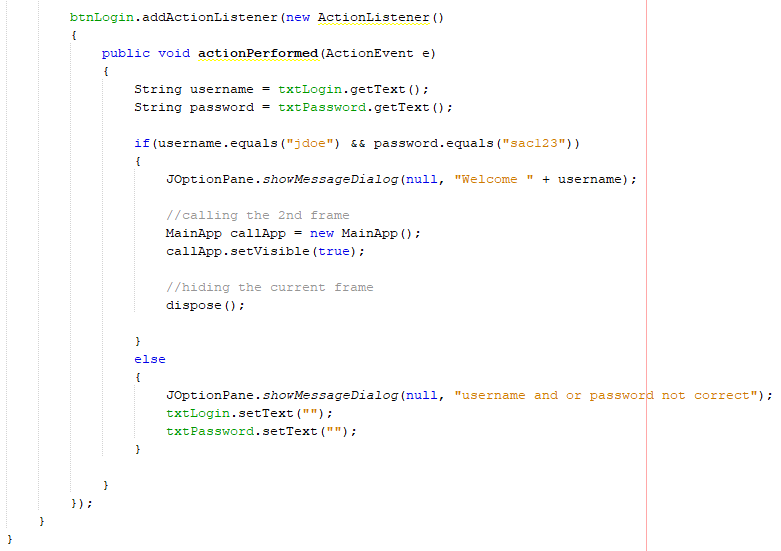 btnLogin.addActionListener(new ActionListener()
{
public void actionPerformed(ActionEvent e)
{
String username = txtLogin.getText();
String password = txtPassword.getText();
if(username.equals("jdoe") && password.equals("sac123"))
{
JOptionPane.showMessageDialog(null, "Welcome " + username);
//calling the 2nd frame
MainApp callApp = new MainApp();
callApp.setVisible(true);
//hiding the current frame
dispose();
}
else
{
JOptionPane.showMessageDialog(null, "username and or password not correct");
txtLogin.setText("");
txtPassword.setText("");
}
}
});
}
}